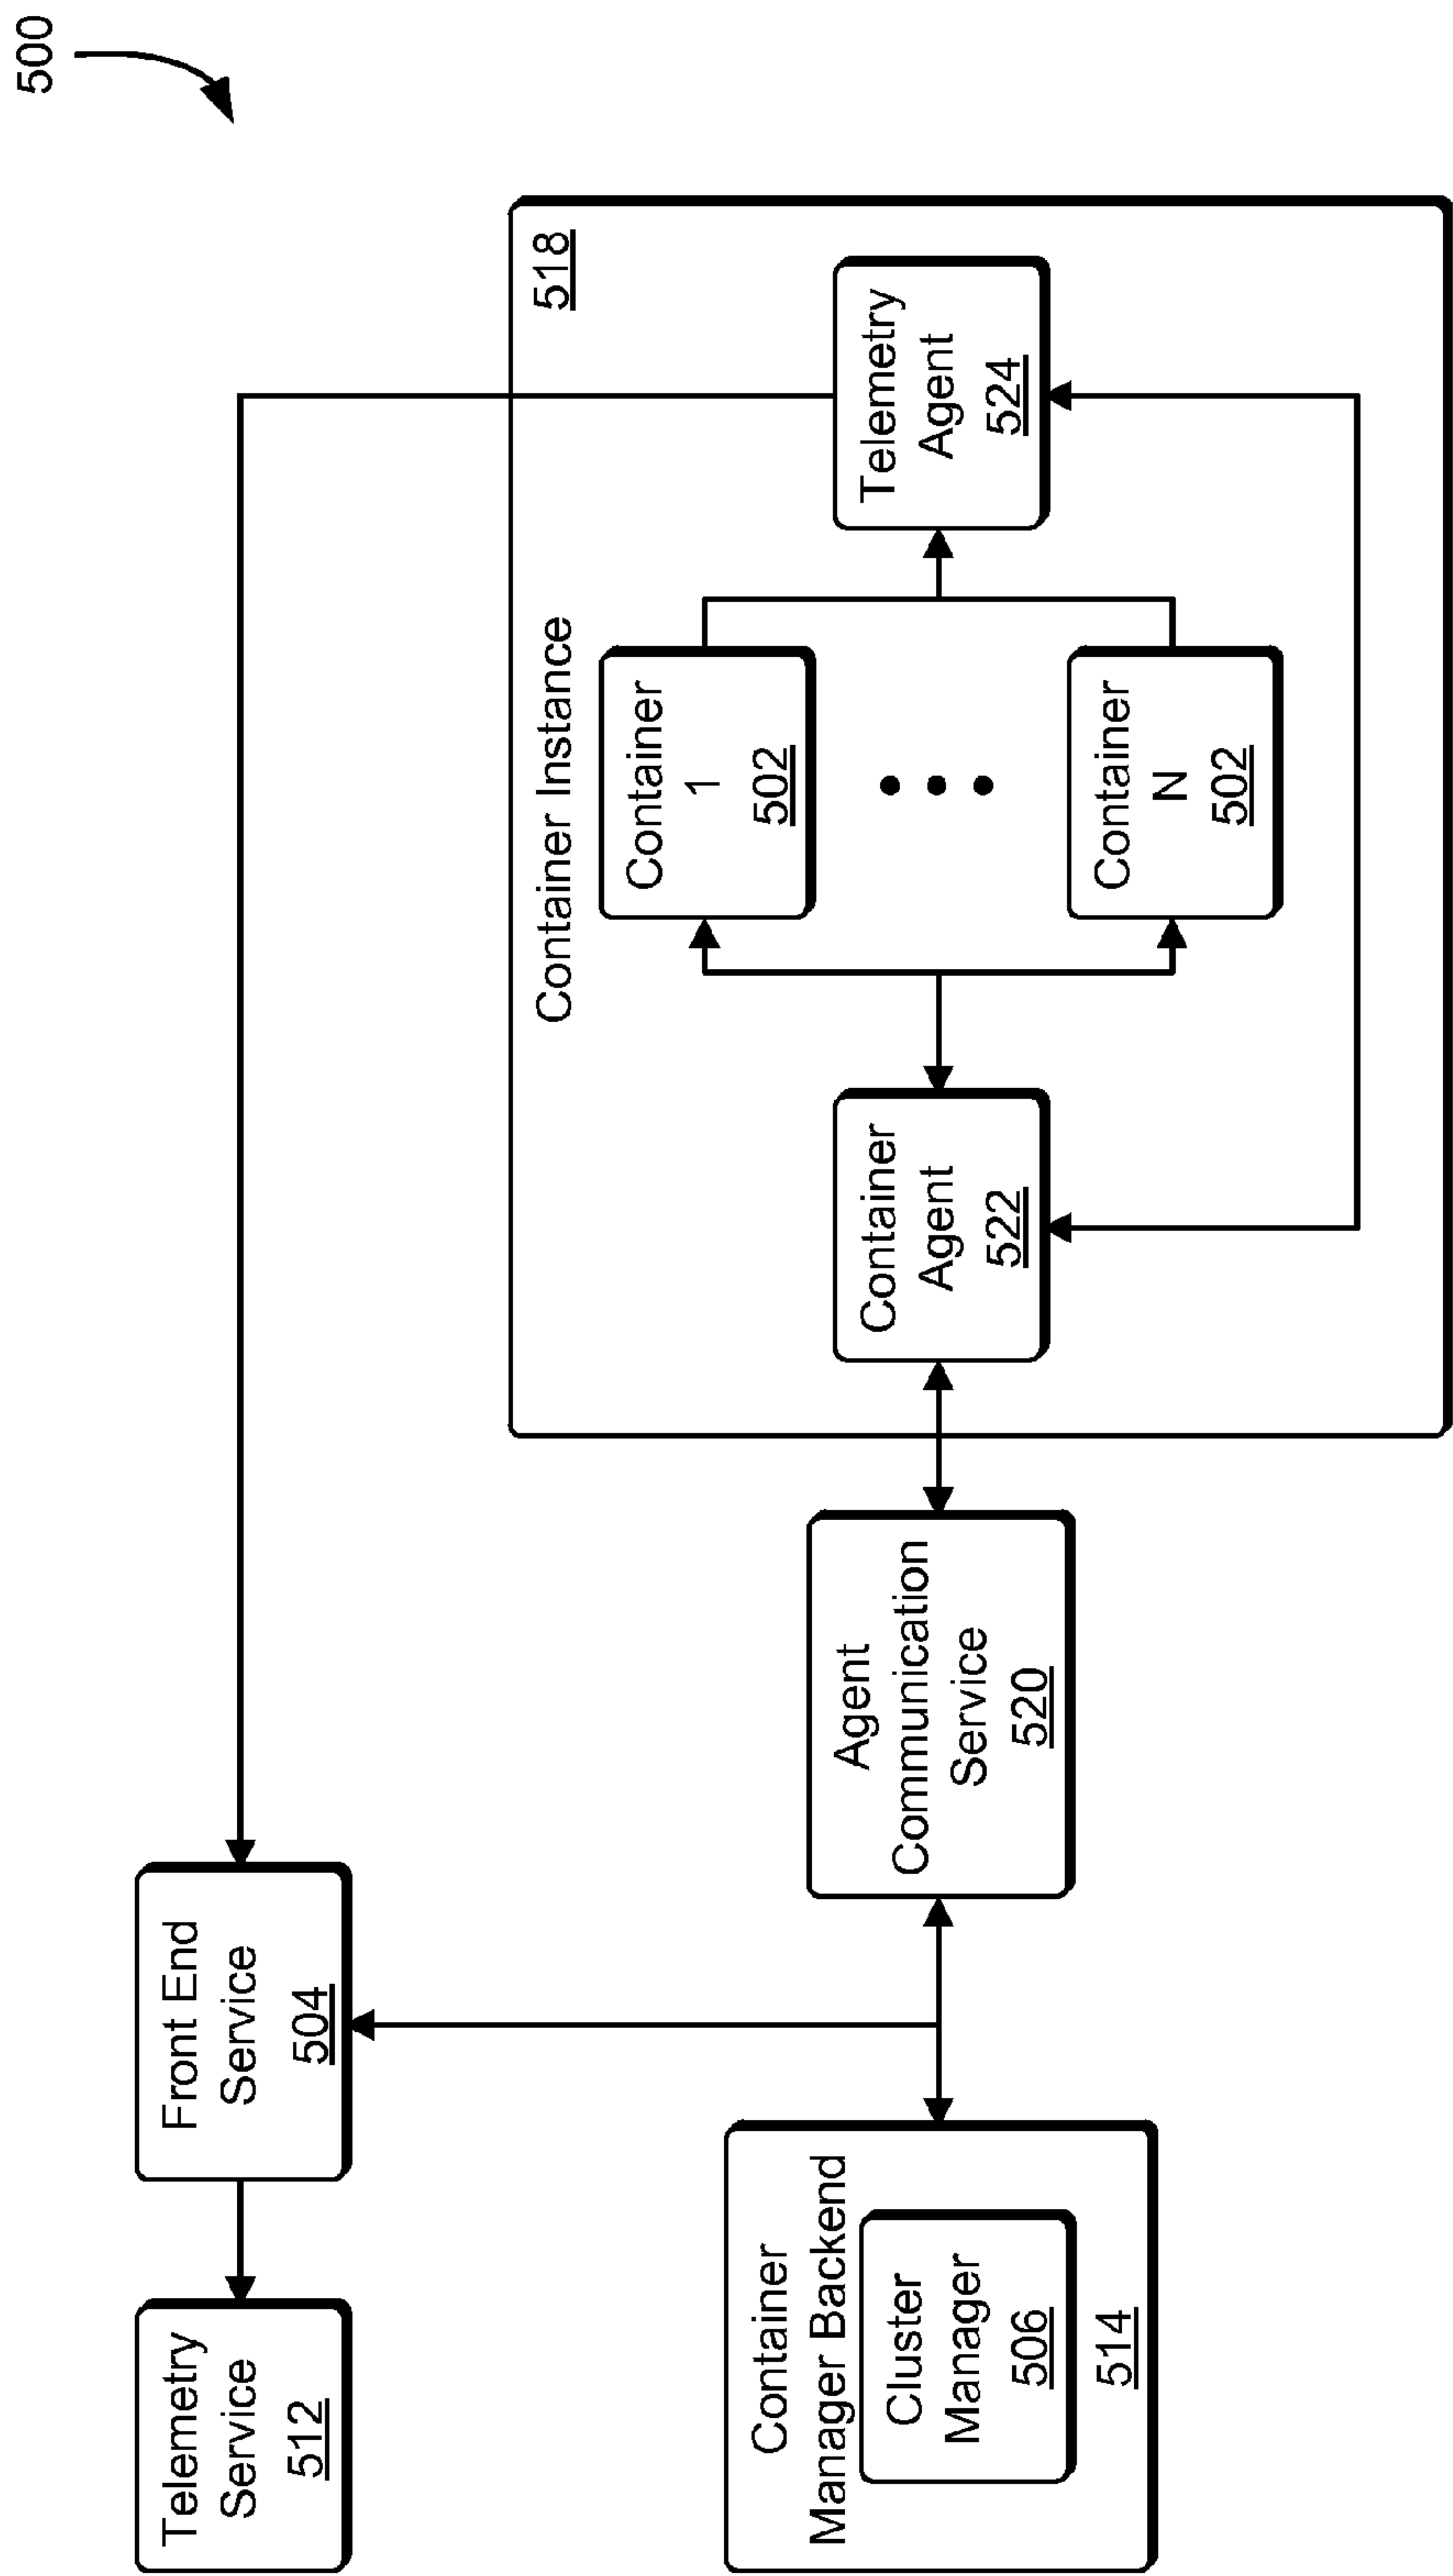 500
Telemetry
Service
512
Front End
Service
504
Container Instance
518
Container
Manager Backend
Cluster
Manager
506
514
Agent
Communication
Service
520
Container
Agent
522
Container
1
502
Container
N
502
Telemetry
Agent
524